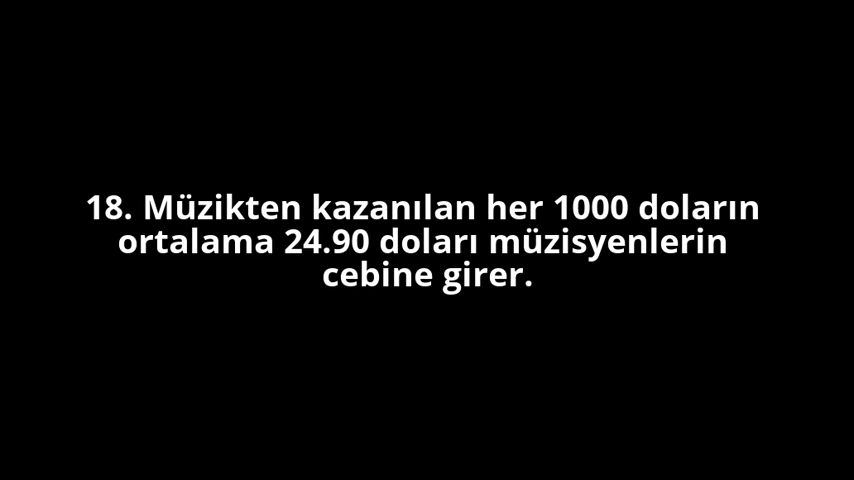 18. Müzikten kazanılan her 1000 doların
ortalama 24.90 doları müzisyenlerin
cebine girer.